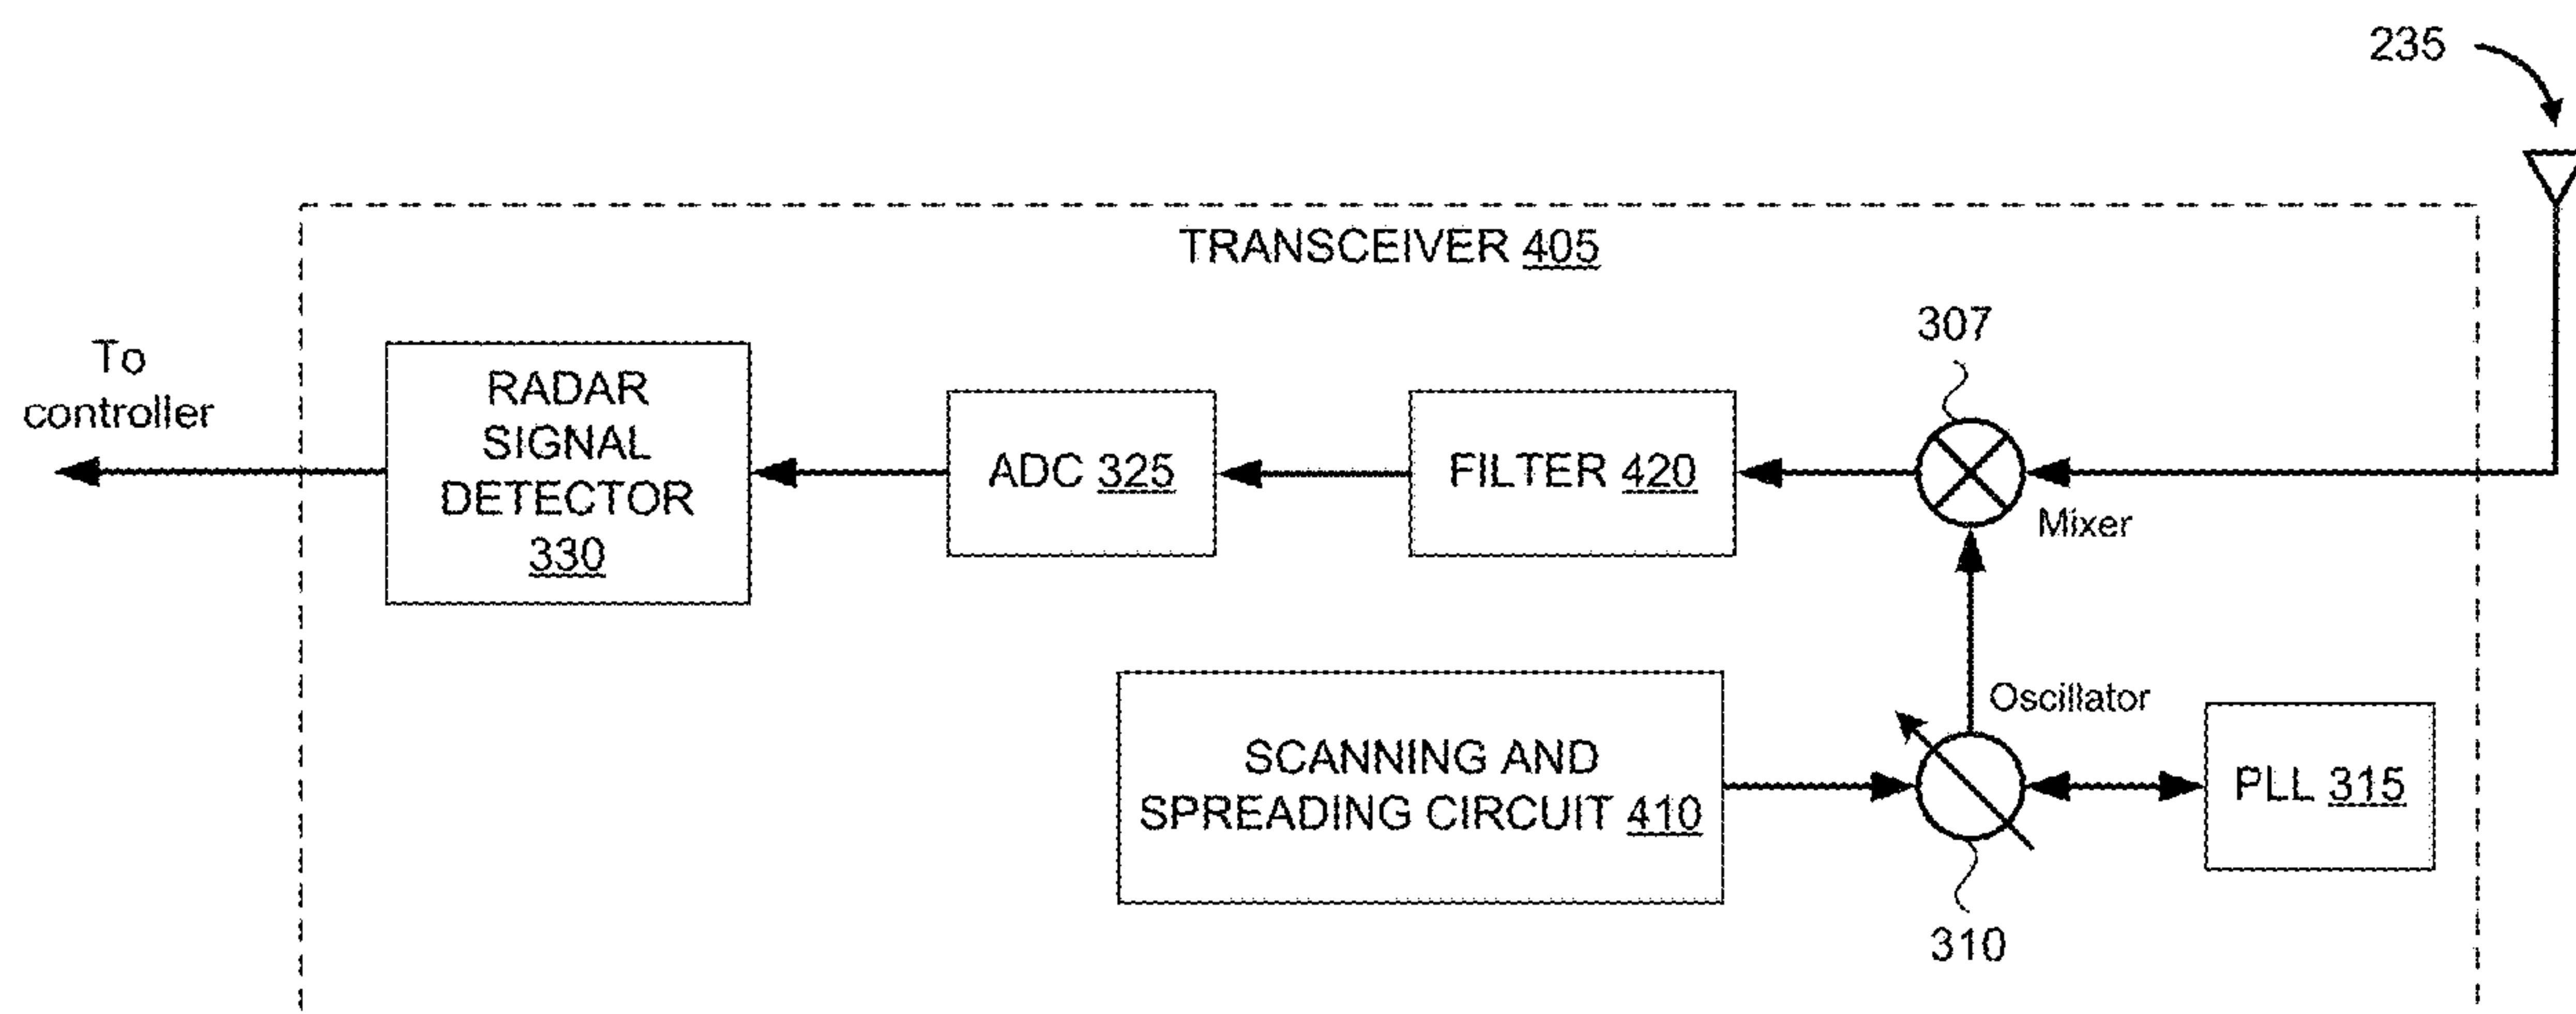 235
TRANSCEIVER 405
307
To
controller
RADAR
SIGNAL
DETECTOR
330
ADC 325
FILTER 420
Mixer
Oscillator
SCANNING AND
SPREADING CIRCUIT 410
PLL 315
310